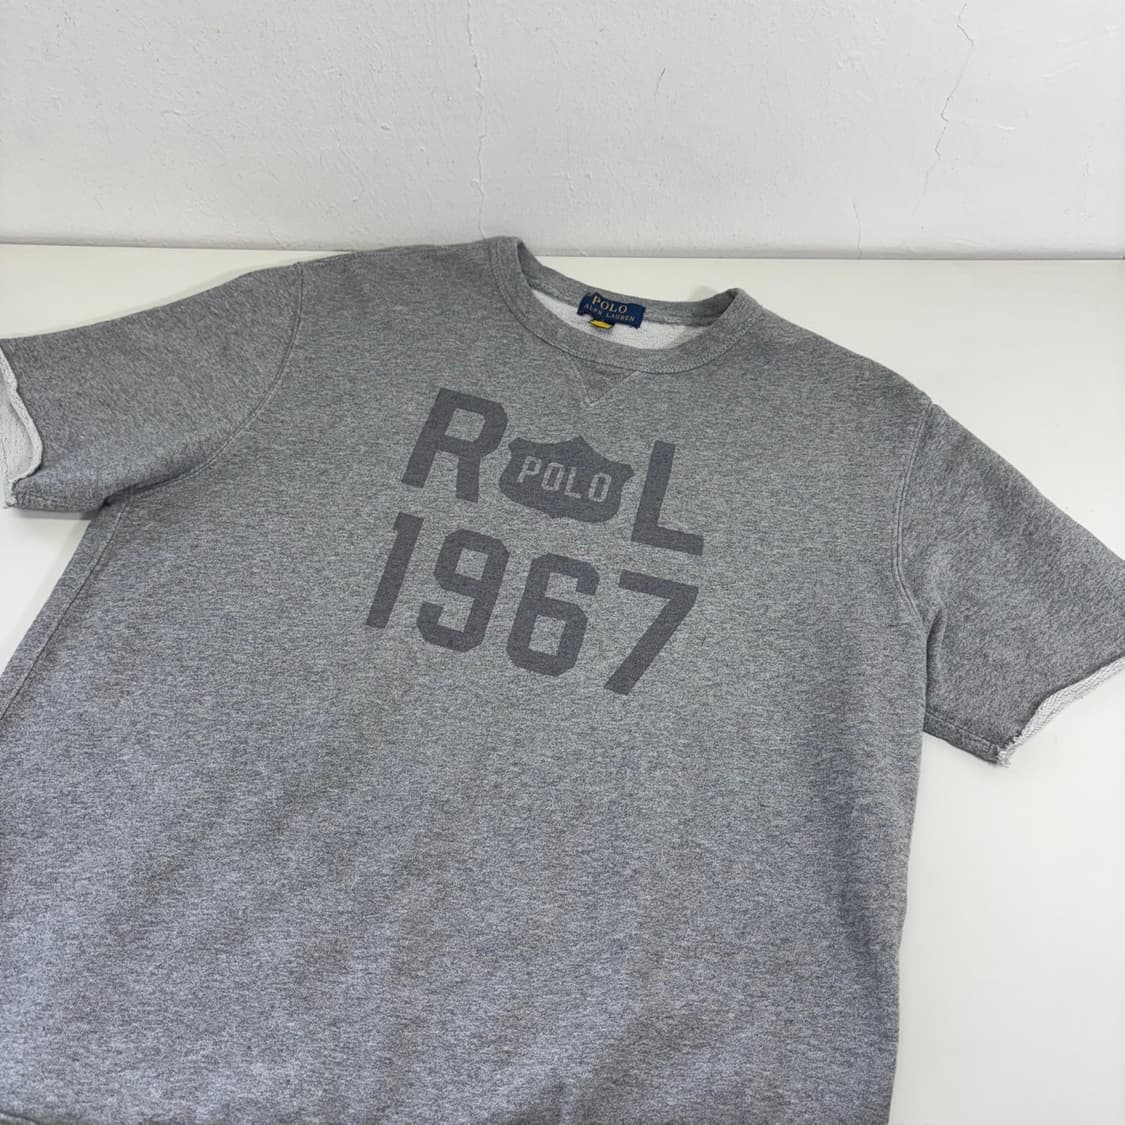 POLO
RALPH LAUREN
R POLO L
1967